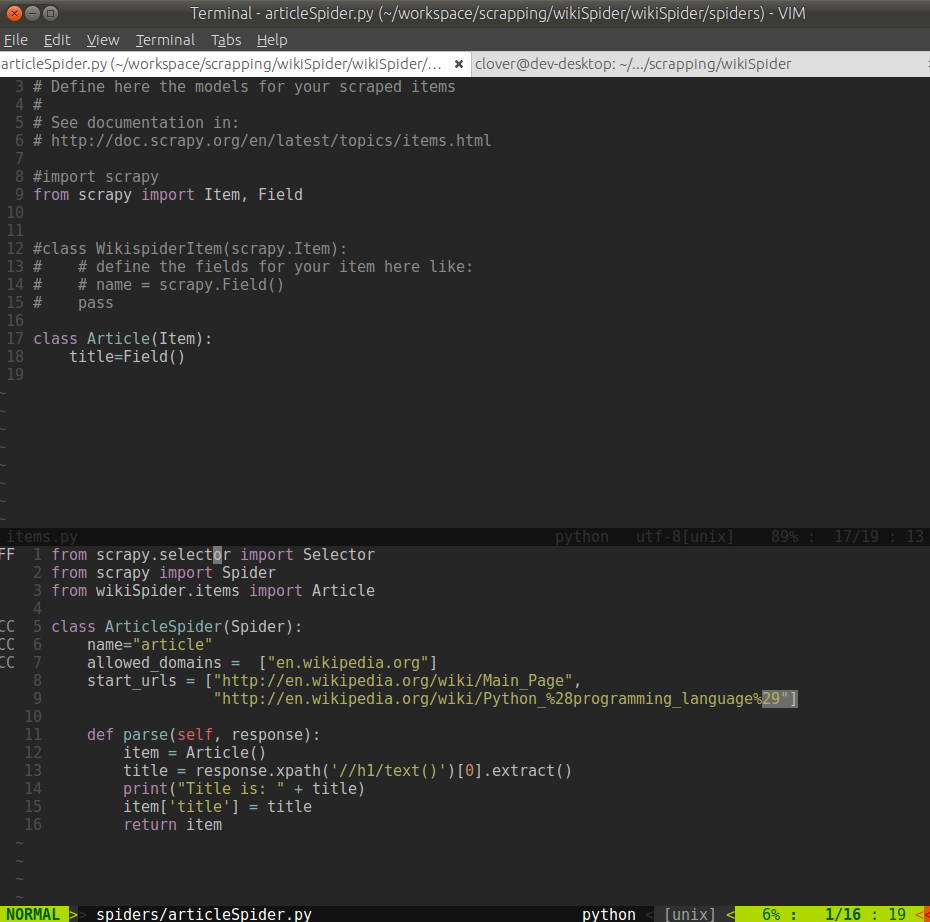 Terminal - articleSpider.py (~/workspace/scrapping/wikiSpider/wikiSpider/spiders) - VIM
File Edit View Terminal Tabs Help
articleSpider.py (~/workspace/scrapping/wikiSpider/wikiSpider/... ✖ clover@dev-desktop: ~/.../scrapping/wikiSpider
3 # Define here the models for your scraped items
4 #
5 # See documentation in:
6 # http://doc.scrapy.org/en/latest/topics/items.html
7
8 #import scrapy
9 from scrapy import Item, Field
10
11
12 #class WikispiderItem(scrapy.Item):
13 #    # define the fields for your item here like:
14 #    # name = scrapy.Field()
15 #    pass
16
17 class Article(Item):
18     title=Field()
19
~
~
~
~
~
~
~
~
items.py python utf-8[unix] 89% : 17/19 : 13
FF 1 from scrapy.selector import Selector
2 from scrapy import Spider
3 from wikiSpider.items import Article
4
CC 5 class ArticleSpider(Spider):
CC 6     name="article"
CC 7     allowed_domains =  ["en.wikipedia.org"]
8     start_urls = ["http://en.wikipedia.org/wiki/Main_Page",
9                   "http://en.wikipedia.org/wiki/Python_%28programming_language%29"]
10
11     def parse(self, response):
12         item = Article()
13         title = response.xpath('//h1/text()')[0].extract()
14         print("Title is: " + title)
15         item['title'] = title
16         return item
~
~
~
~
NORMAL >> spiders/articleSpider.py python < [unix] < 6% : 1/16 : 19 <<